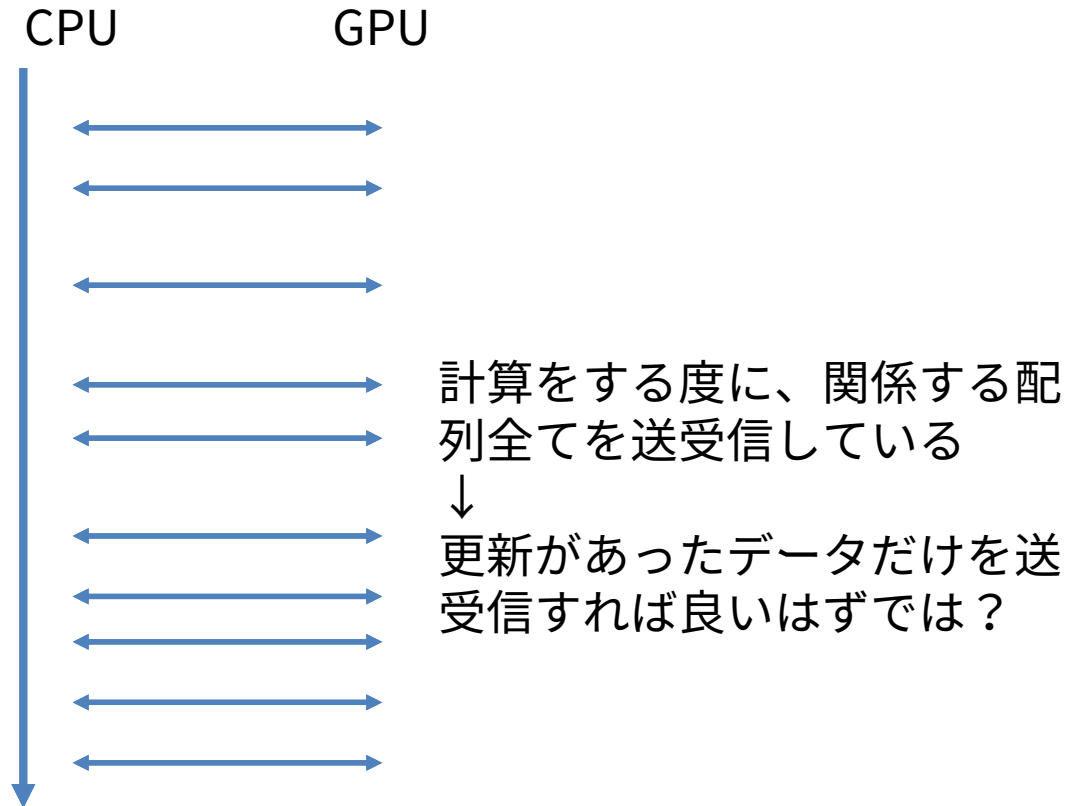 CPU
GPU
計算をする度に、関係する配
列全てを送受信している
↓
更新があったデータだけを送
受信すれば良いはずでは？